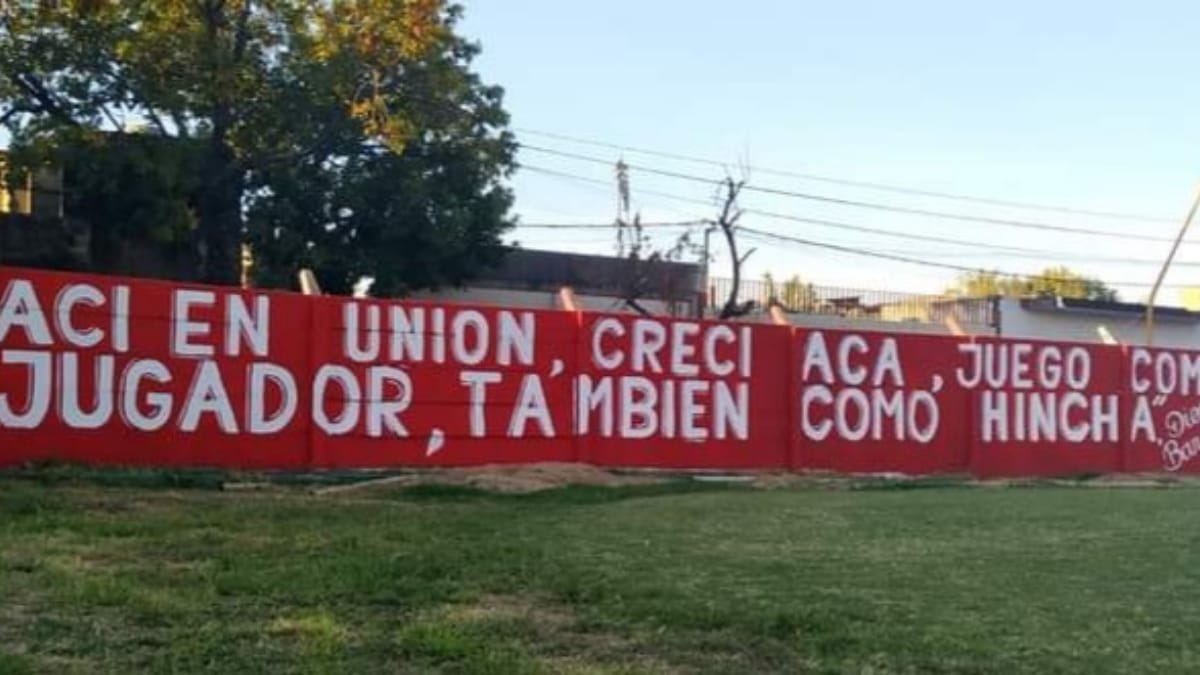 ACI EN UNION, CRECI ACA, JUEGO COM
JUGADOR, TAMBIEN COMO HINCHA"